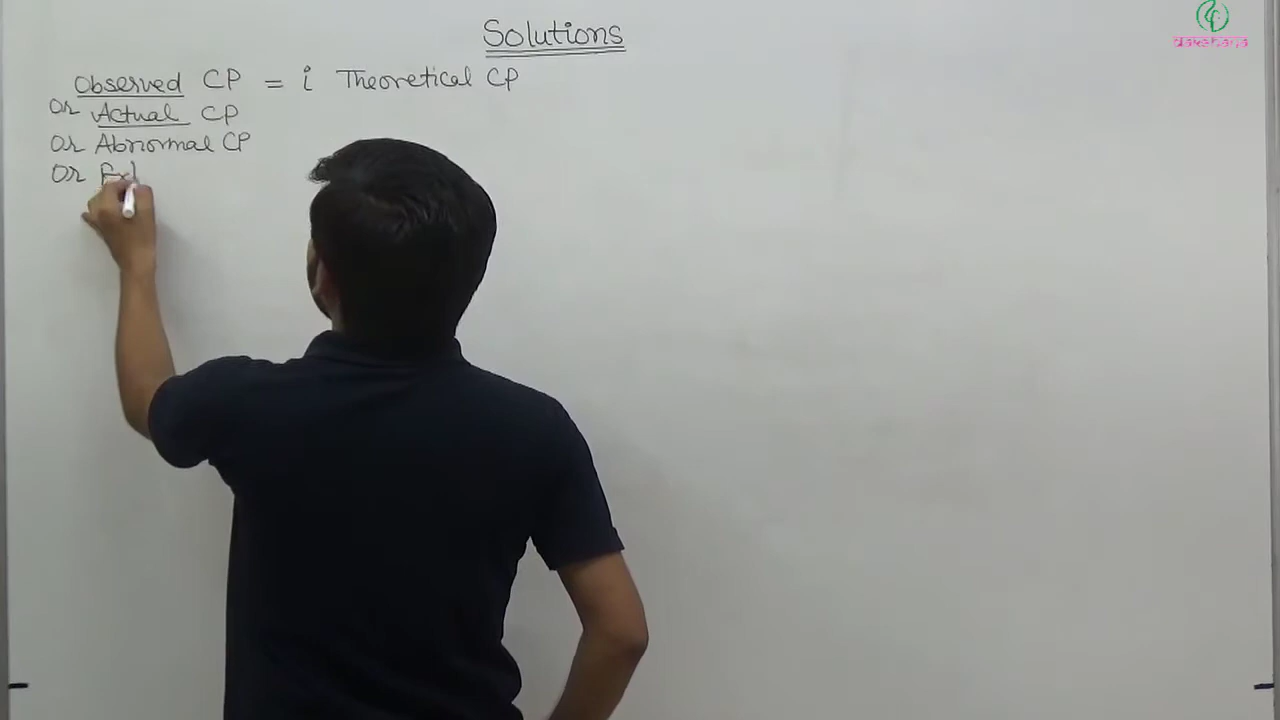 Solutions
Observed CP = i Theoretical CP
Or Actual CP
Or Abnormal CP
Or